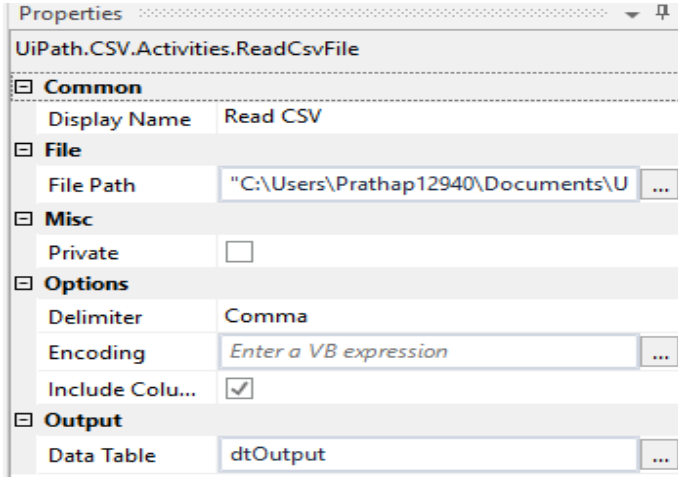 Properties
UiPath.CSV.Activities.ReadCsvFile
Common
Display Name Read CSV
File
File Path "C:\Users\Prathap12940\Documents\U ...
Misc
Private
Options
Delimiter Comma
Encoding Enter a VB expression ...
Include Colu...
Output
Data Table dtOutput ...